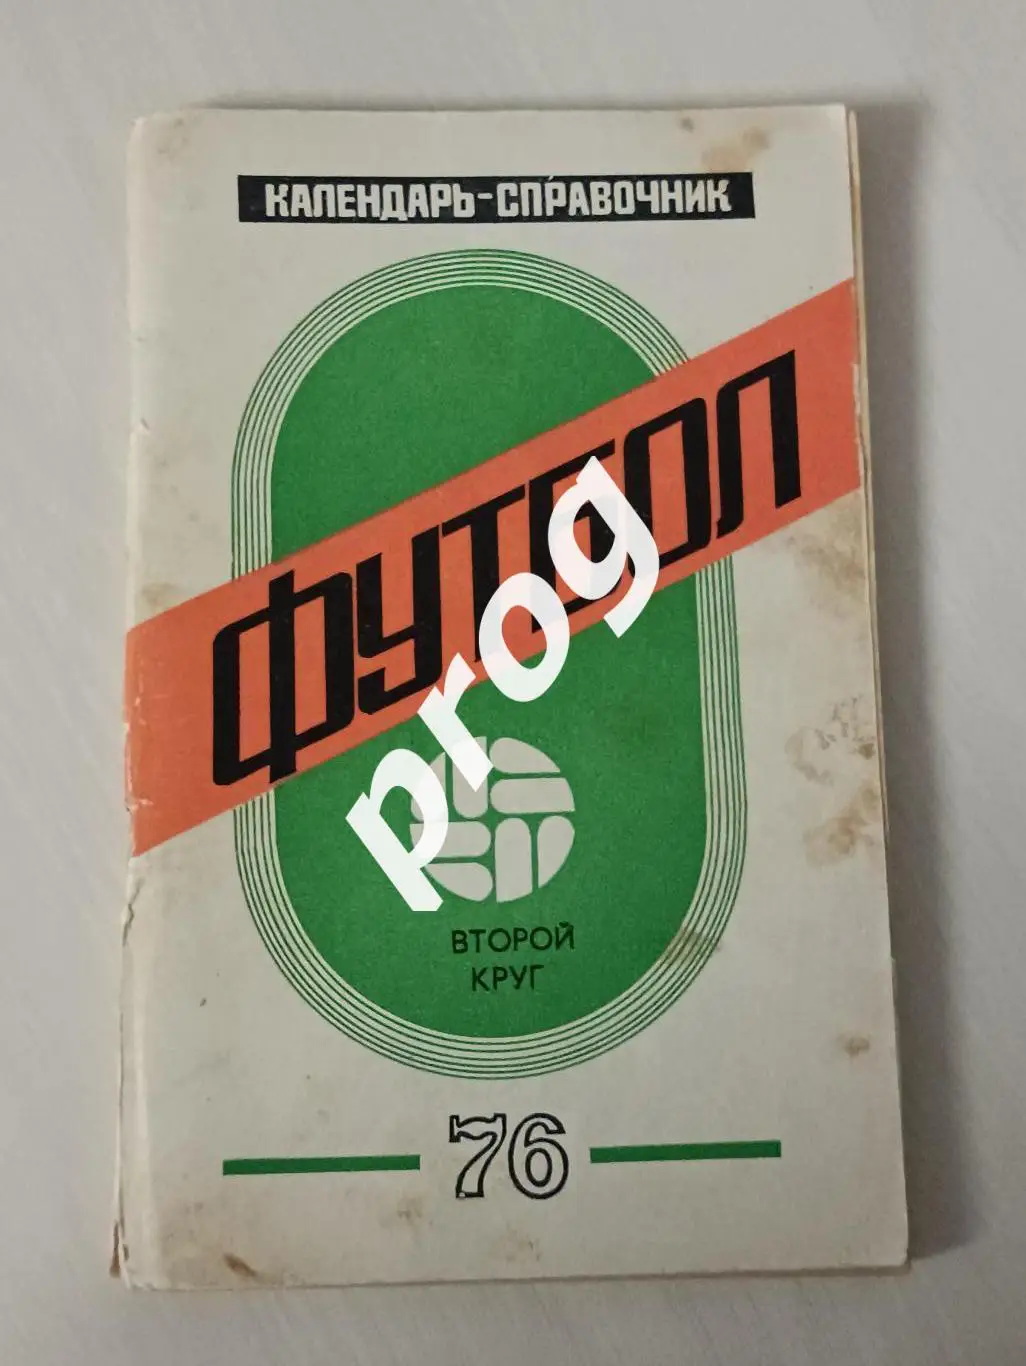 КАЛЕНДАРЬ-СПРАВОЧНИК
ФУТБОЛ
prog
ВТОРОЙ
КРУГ
76